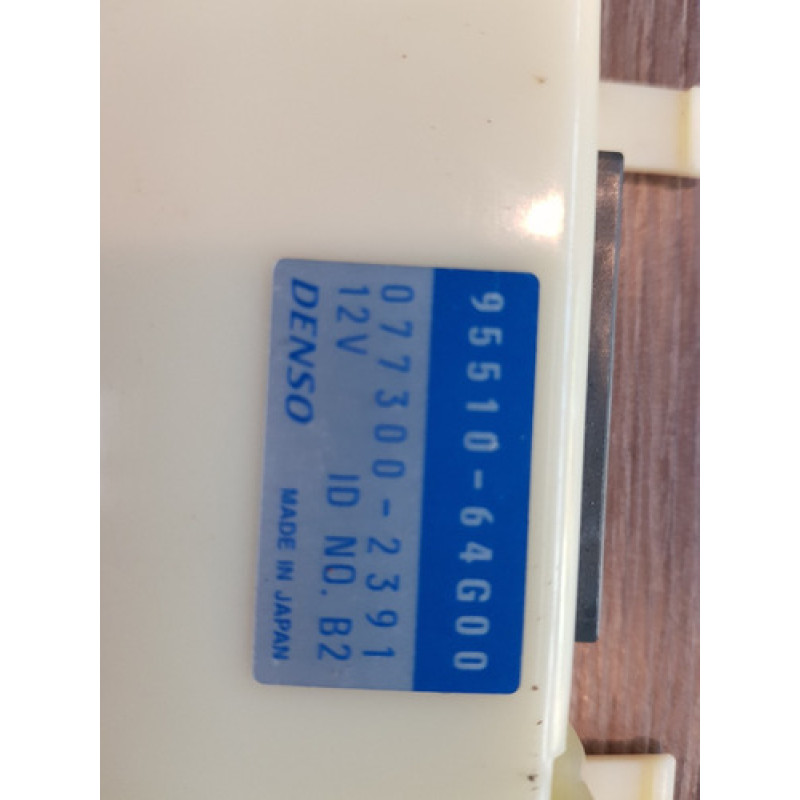 95510-64G00
077300-2391
12V ID NO. B2
DENSO MADE IN JAPAN